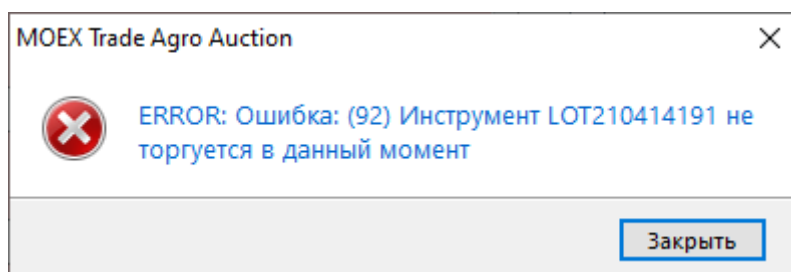 MOEX Trade Agro Auction
ERROR: Ошибка: (92) Инструмент LOT210414191 не
торгуется в данный момент
Закрыть